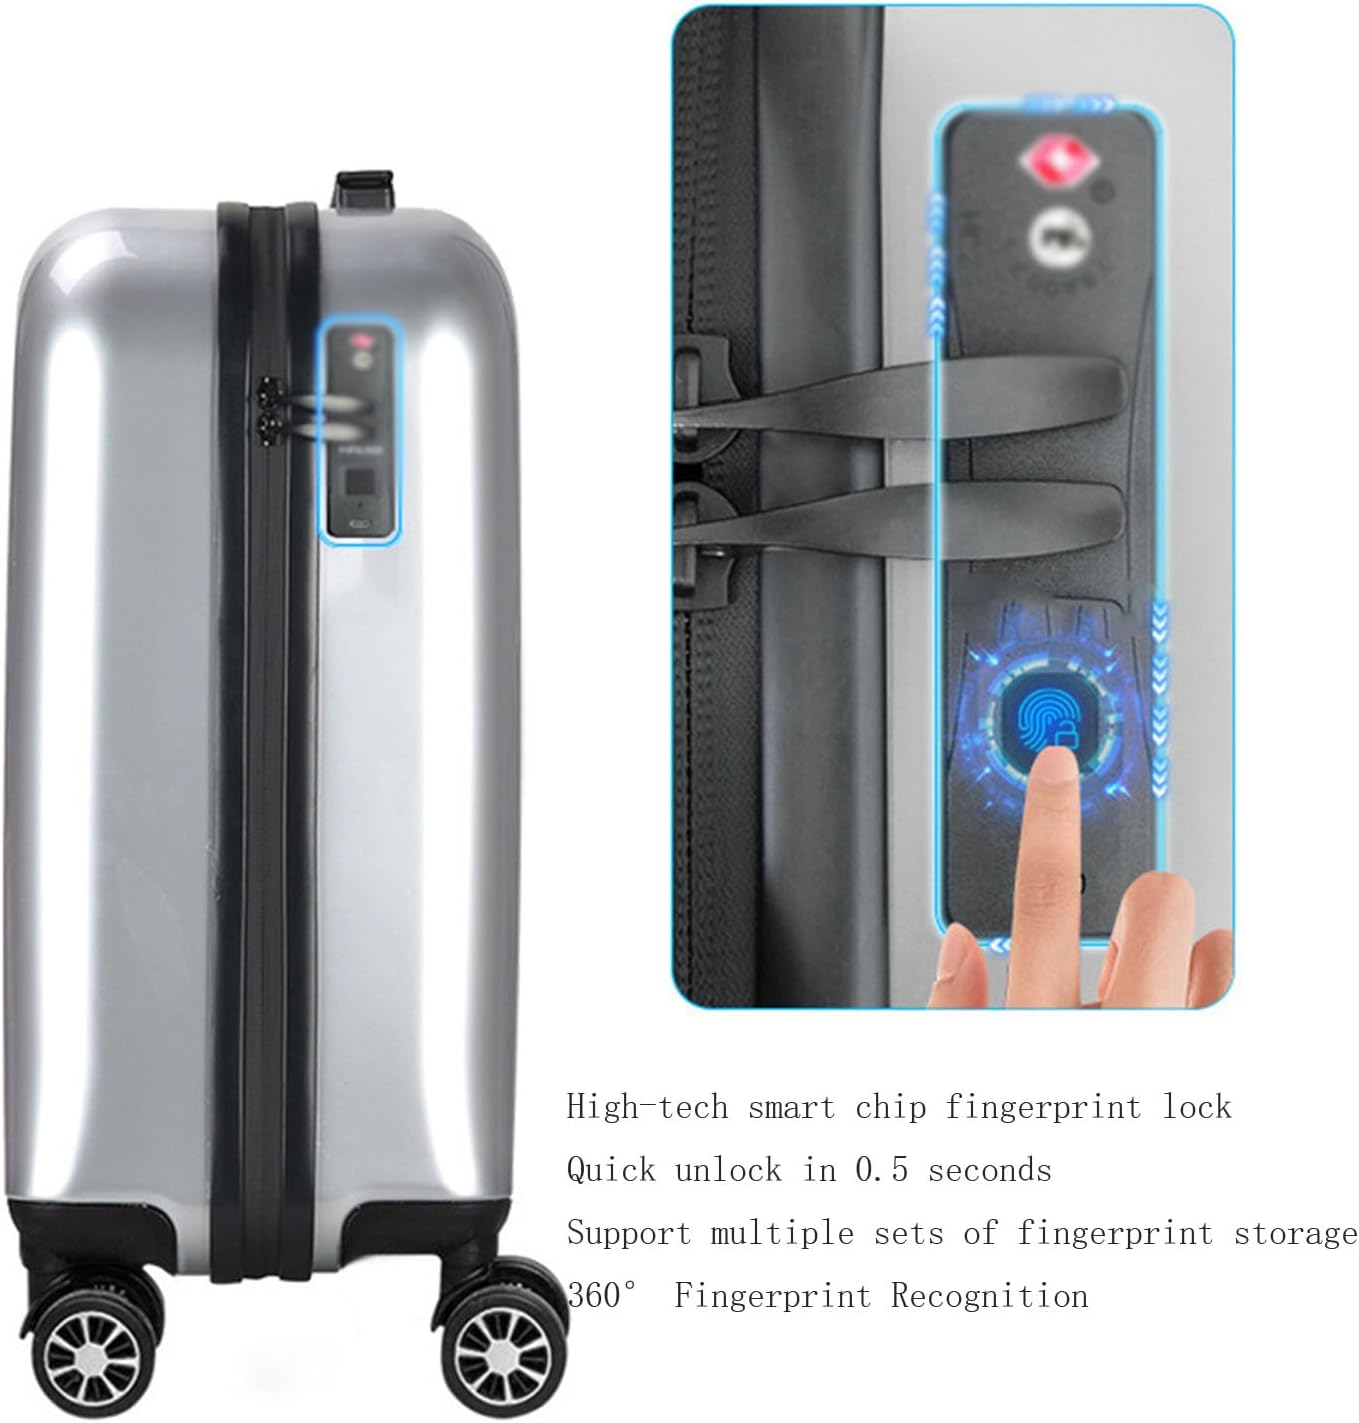 High-tech smart chip fingerprint lock
Quick unlock in 0.5 seconds
Support multiple sets of fingerprint storage
360° Fingerprint Recognition